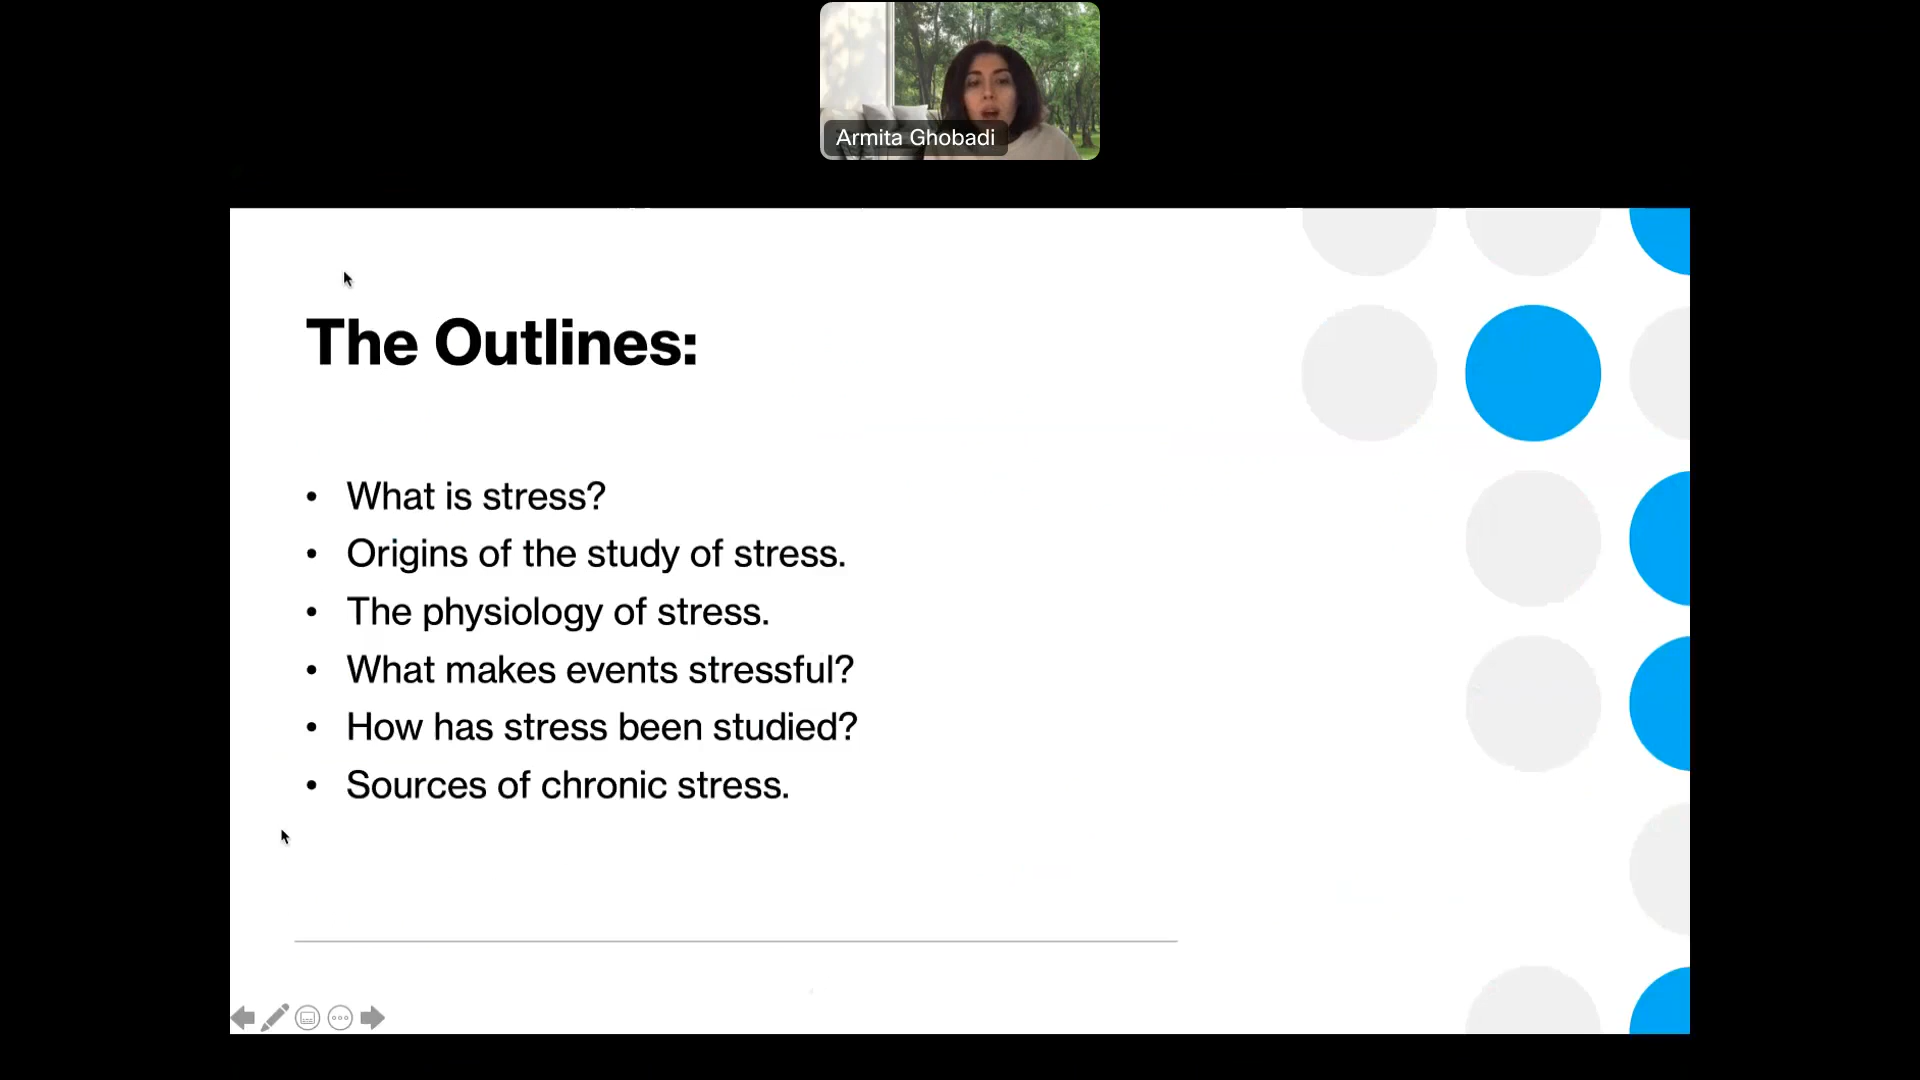 Armita Ghobadi
The Outlines:
• What is stress?
• Origins of the study of stress.
• The physiology of stress.
• What makes events stressful?
• How has stress been studied?
• Sources of chronic stress.